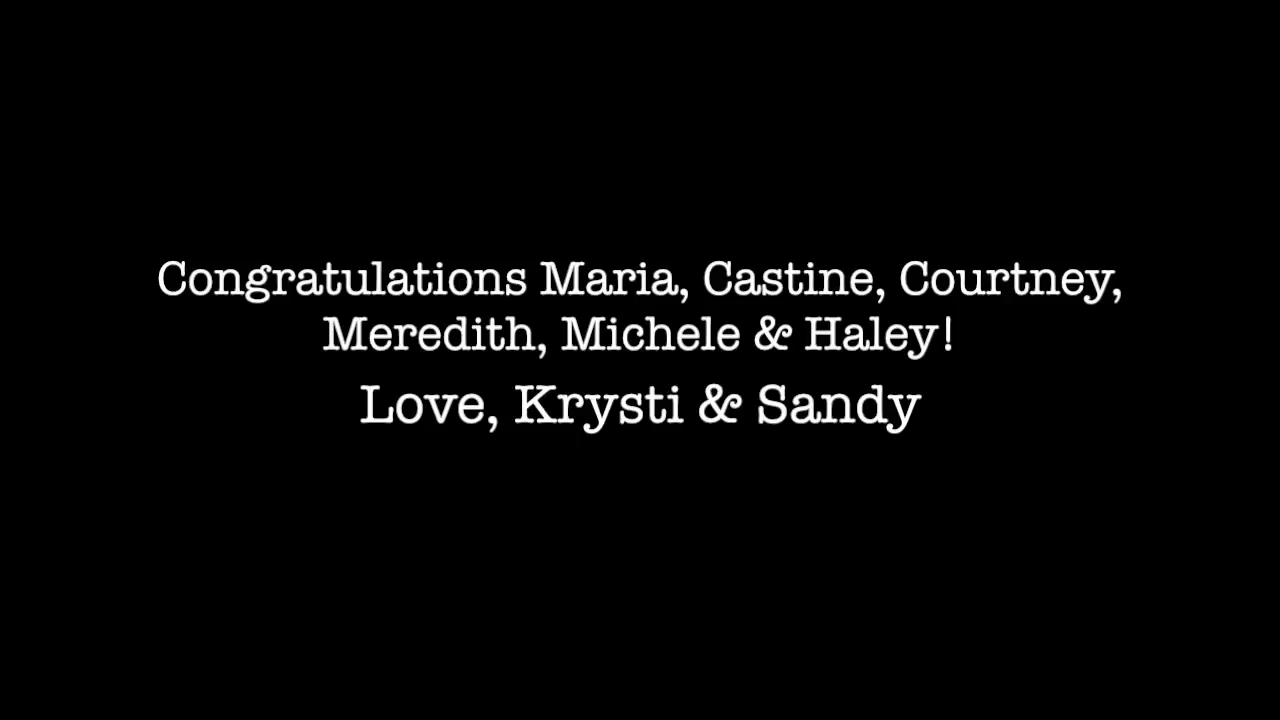 Congratulations Maria, Castine, Courtney,
Meredith, Michele & Haley!
Love, Krysti & Sandy